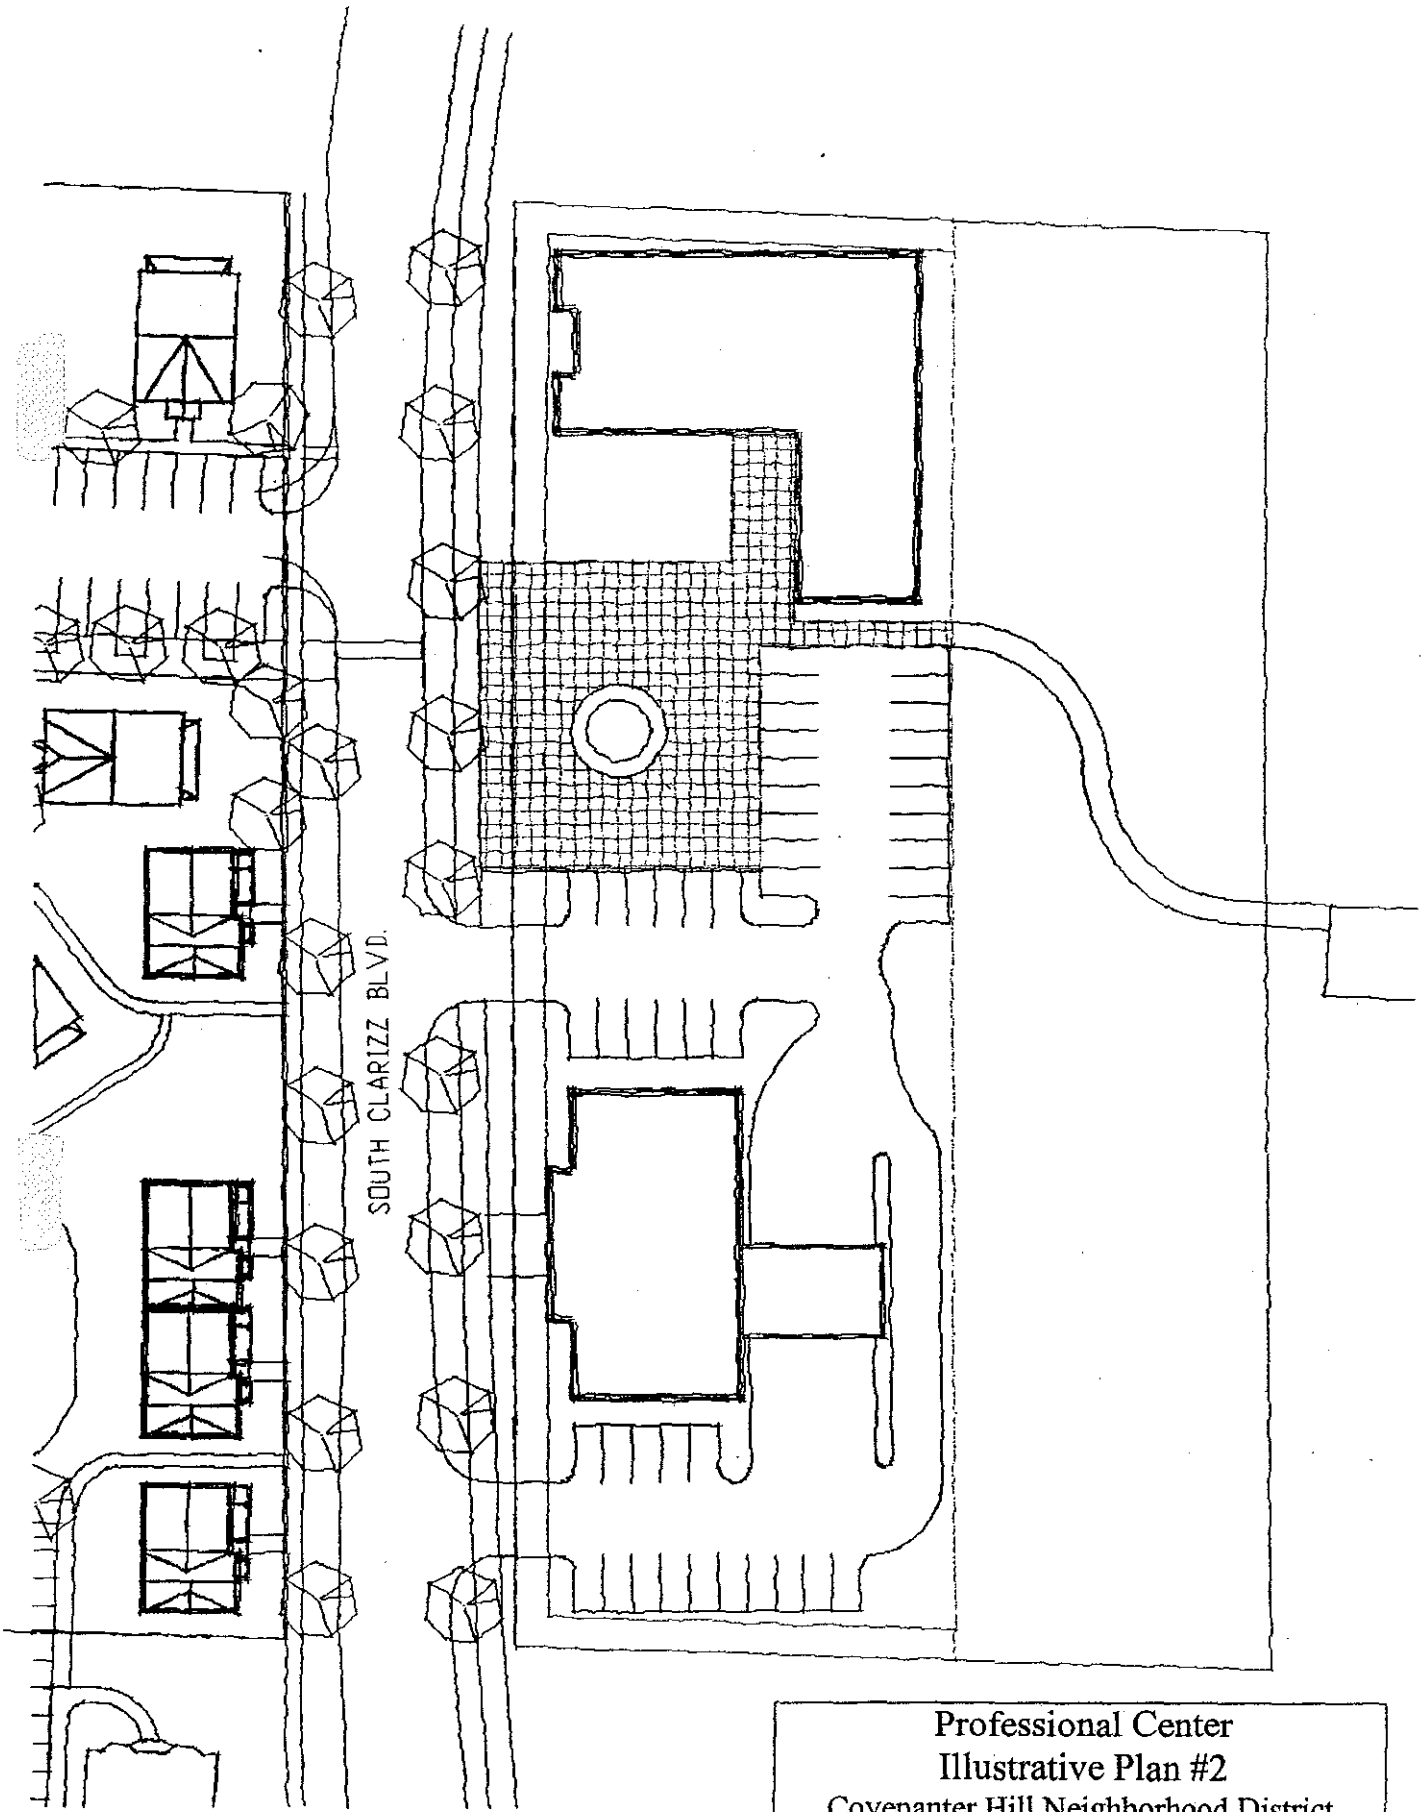 SOUTH CLARIZZ BLVD.
Professional Center
Illustrative Plan #2
Covenanter Hill Neighborhood District